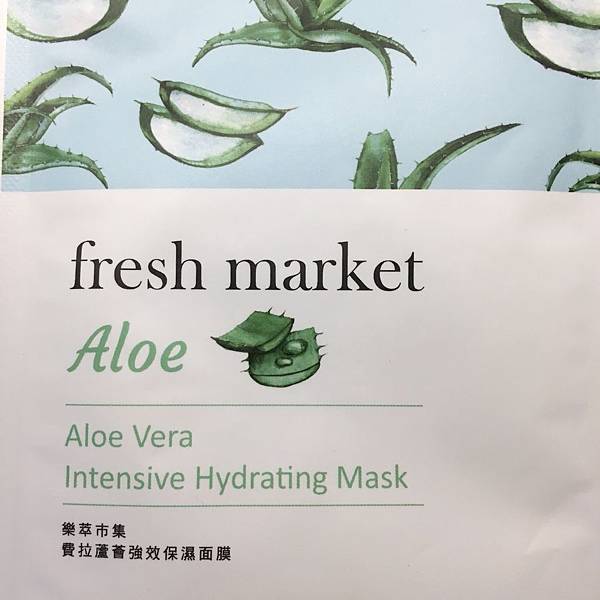 fresh market
Aloe
Aloe Vera
Intensive Hydrating Mask
樂萃市集
費拉蘆薈強效保濕面膜